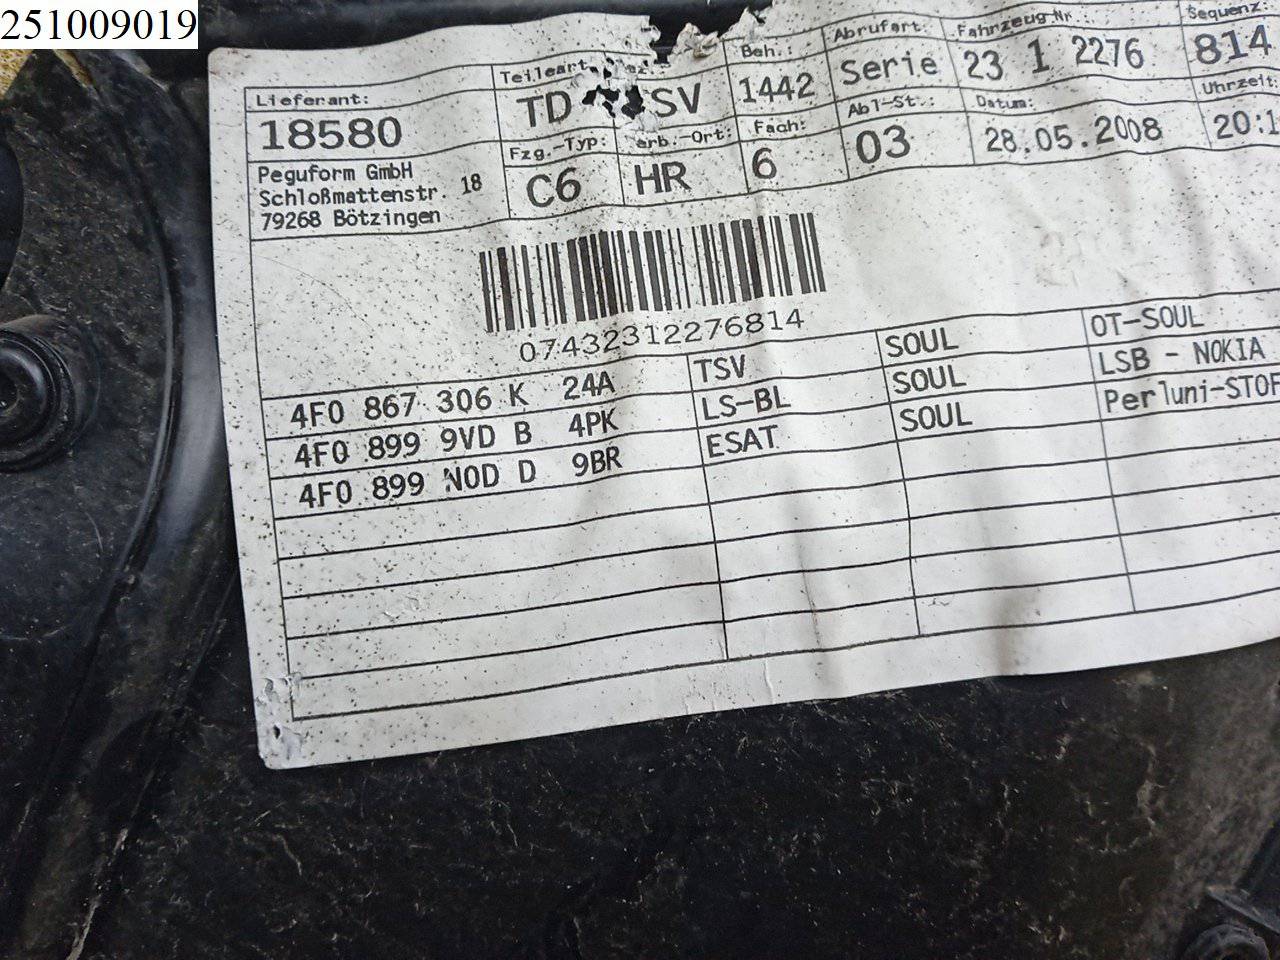 251009019
Lieferant:
18580
Peguform GmbH
Schloßmattenstr. 18
79268 Bötzingen
Teileart
TD SV
Beh.:
1442
Abrufart:
Serie
Fahrzeug Nr.:
23 1 2276
Sequenz:
814
Fzg.-Typ:
C6
arb.-Ort:
HR
Fach:
6
Abl-St.:
03
Datum:
28.05.2008
Uhrzeit:
20:1
07432312276814
4F0 867 306 K 24A TSV SOUL OT-SOUL
4F0 899 9VD B 4PK LS-BL SOUL LSB - NOKIA
4F0 899 N0D D 9BR ESAT SOUL Perluni-STOF